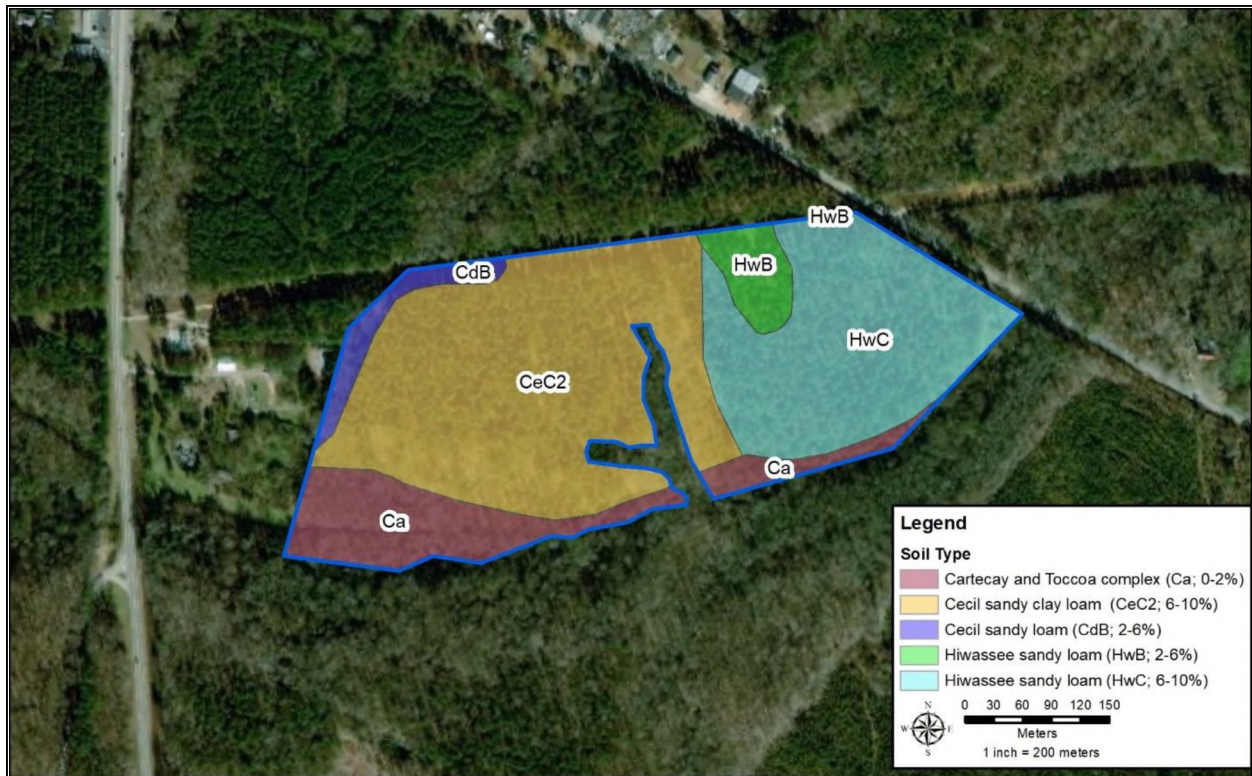 HwB
CdB
HwB
HwC
CeC2
Ca
Ca
Legend
Soil Type
Cartecay and Toccoa complex (Ca; 0-2%)
Cecil sandy clay loam (CeC2; 6-10%)
Cecil sandy loam (CdB; 2-6%)
Hiwassee sandy loam (HwB; 2-6%)
Hiwassee sandy loam (HwC; 6-10%)
N
W E
S
0 30 60 90 120 150
Meters
1 inch = 200 meters